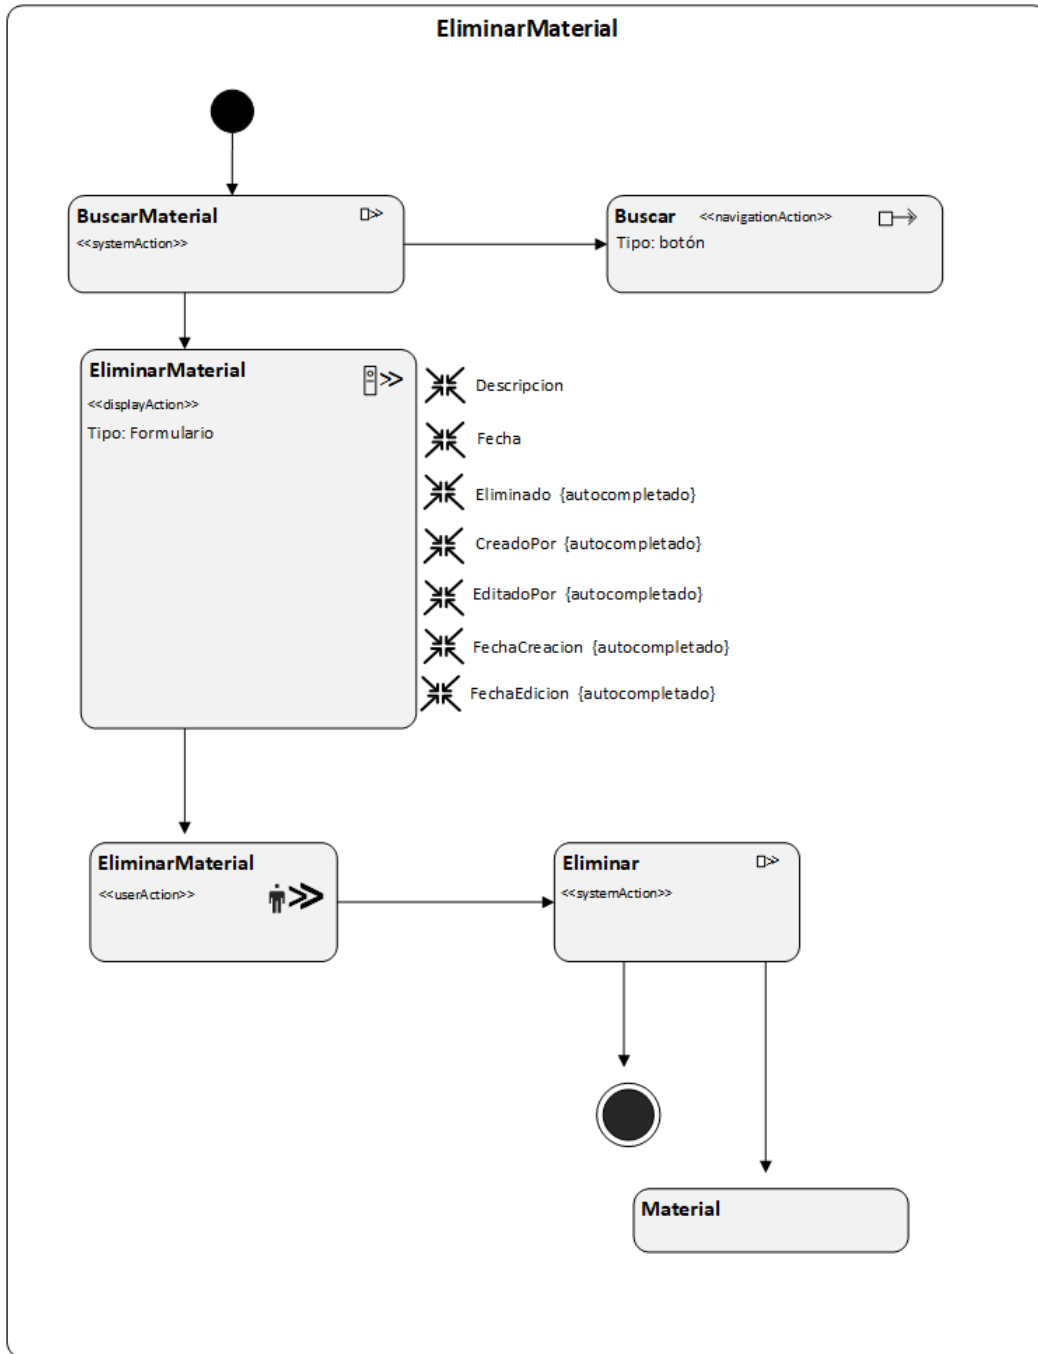 EliminarMaterial
BuscarMaterial
<<systemAction>>
Buscar <<navigationAction>>
Tipo: botón
EliminarMaterial
<<displayAction>>
Tipo: Formulario
Descripcion
Fecha
Eliminado {autocompletado}
CreadoPor {autocompletado}
EditadoPor {autocompletado}
FechaCreacion {autocompletado}
FechaEdicion {autocompletado}
EliminarMaterial
<<userAction>>
Eliminar
<<systemAction>>
Material